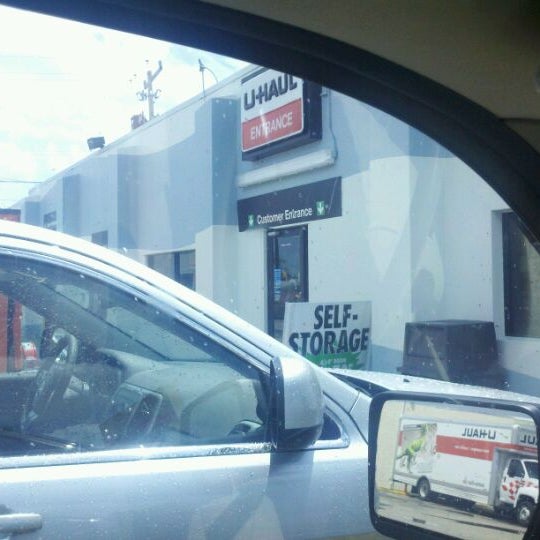 U-HAUL
ENTRANCE
Customer Entrance
SELF-
STORAGE
U-HAUL